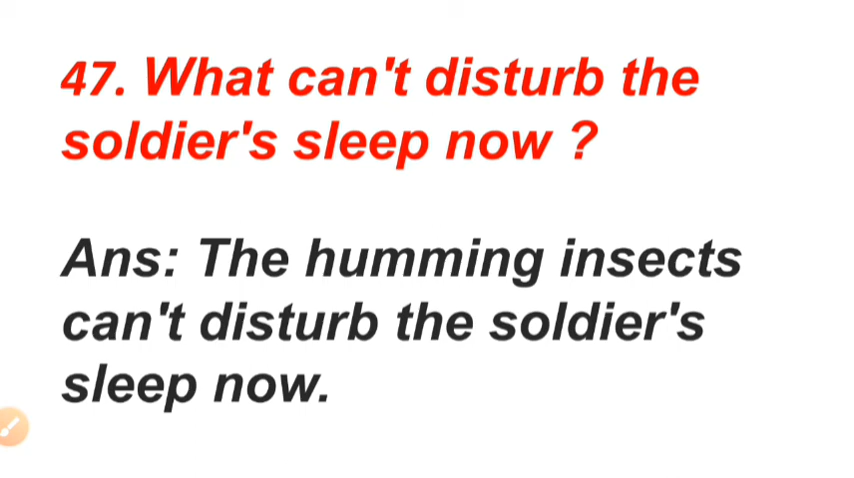 47. What can't disturb the
soldier's sleep now ?
Ans: The humming insects
can't disturb the soldier's
sleep now.